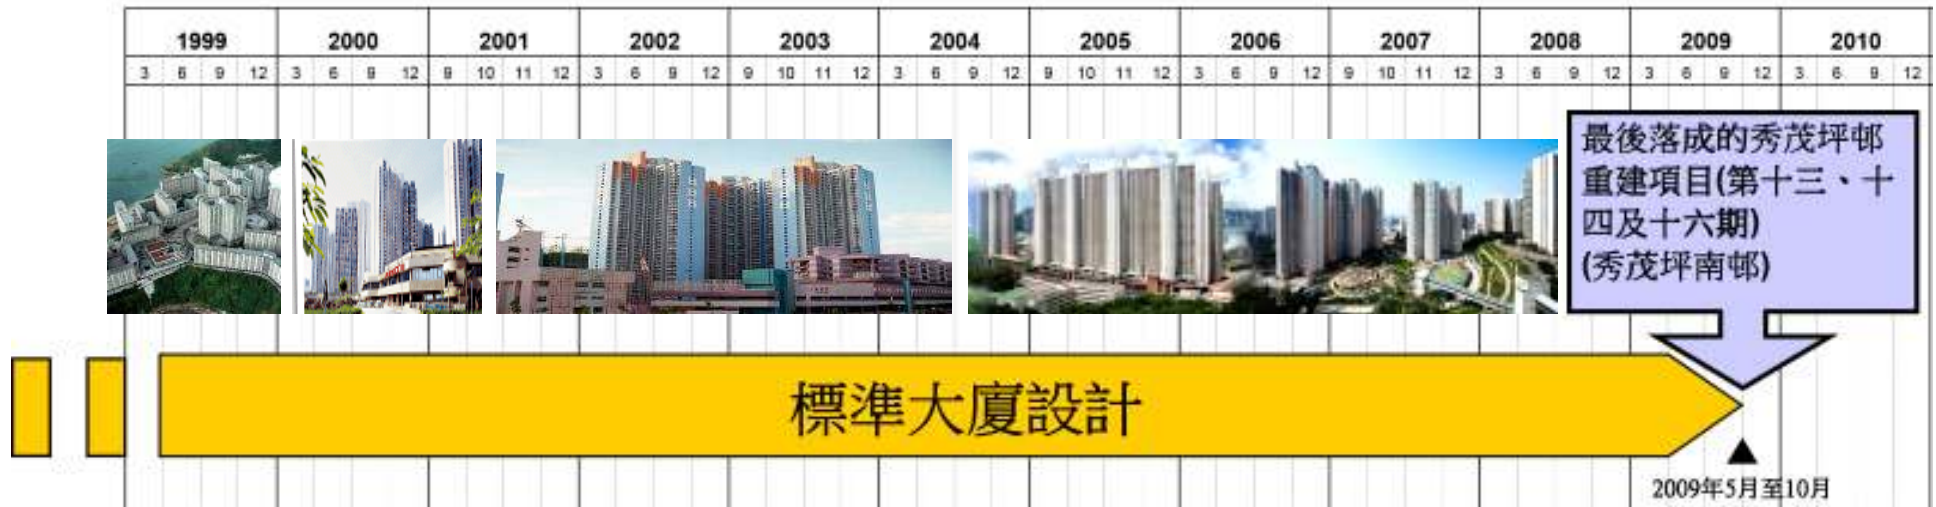 1999 2000 2001 2002 2003 2004 2005 2006 2007 2008 2009 2010
3 6 9 12 3 6 9 12 9 10 11 12 3 6 9 12 9 10 11 12 3 6 9 12 9 10 11 12 3 6 9 12 9 10 11 12 3 6 9 12 3 6 9 12 3 6 9 12
最後落成的秀茂坪邨
重建項目(第十三、十
四及十六期)
(秀茂坪南邨)
標準大廈設計
2009年5月至10月